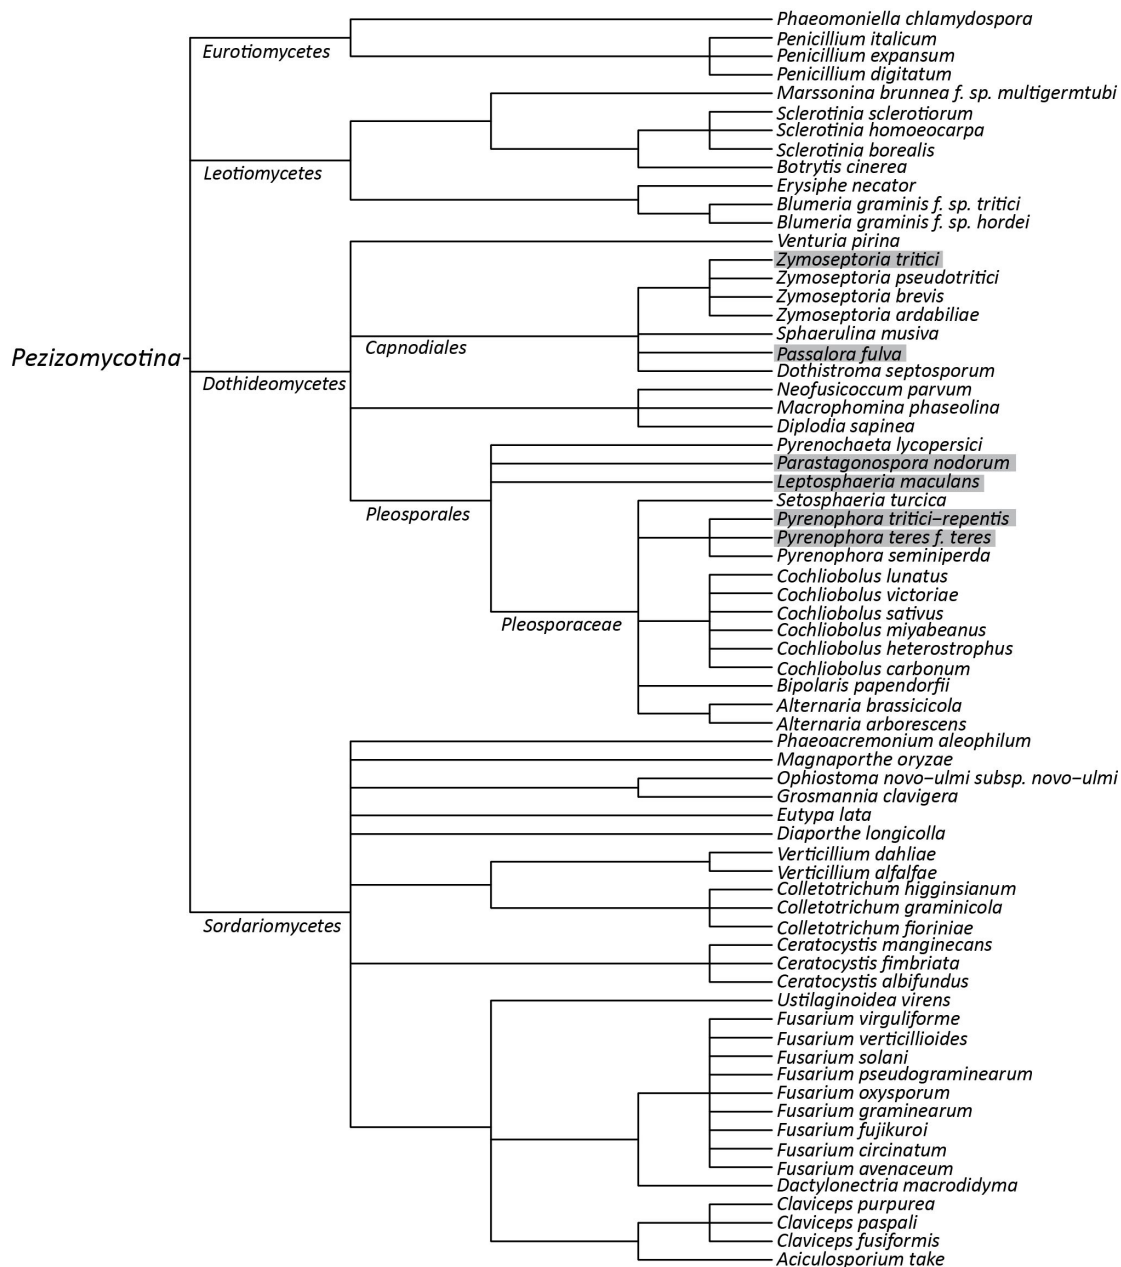 Phaeomoniella chlamydospora
Penicillium italicum
Eurotiomycetes
Penicillium expansum
Penicillium digitatum
Marssonina brunnea f. sp. multigermtubi
Sclerotinia sclerotiorum
Sclerotinia homoeocarpa
Sclerotinia borealis
Botrytis cinerea
Leotiomycetes
Erysiphe necator
Blumeria graminis f. sp. tritici
Blumeria graminis f. sp. hordei
Venturia pirina
Zymoseptoria tritici
Zymoseptoria pseudotritici
Zymoseptoria brevis
Zymoseptoria ardabiliae
Sphaerulina musiva
Capnodiales
Passalora fulva
Pezizomycotina
Dothistroma septosporum
Dothideomycetes
Neofusicoccum parvum
Macrophomina phaseolina
Diplodia sapinea
Pyrenochaeta lycopersici
Parastagonospora nodorum
Leptosphaeria maculans
Setosphaeria turcica
Pleosporales
Pyrenophora tritici−repentis
Pyrenophora teres f. teres
Pyrenophora seminiperda
Cochliobolus lunatus
Cochliobolus victoriae
Cochliobolus sativus
Pleosporaceae
Cochliobolus miyabeanus
Cochliobolus heterostrophus
Cochliobolus carbonum
Bipolaris papendorfii
Alternaria brassicicola
Alternaria arborescens
Phaeoacremonium aleophilum
Magnaporthe oryzae
Ophiostoma novo−ulmi subsp. novo−ulmi
Grosmannia clavigera
Eutypa lata
Diaporthe longicolla
Verticillium dahliae
Verticillium alfalfae
Colletotrichum higginsianum
Colletotrichum graminicola
Sordariomycetes
Colletotrichum fioriniae
Ceratocystis manginecans
Ceratocystis fimbriata
Ceratocystis albifundus
Ustilaginoidea virens
Fusarium virguliforme
Fusarium verticillioides
Fusarium solani
Fusarium pseudograminearum
Fusarium oxysporum
Fusarium graminearum
Fusarium fujikuroi
Fusarium circinatum
Fusarium avenaceum
Dactylonectria macrodidyma
Claviceps purpurea
Claviceps paspali
Claviceps fusiformis
Aciculosporium take